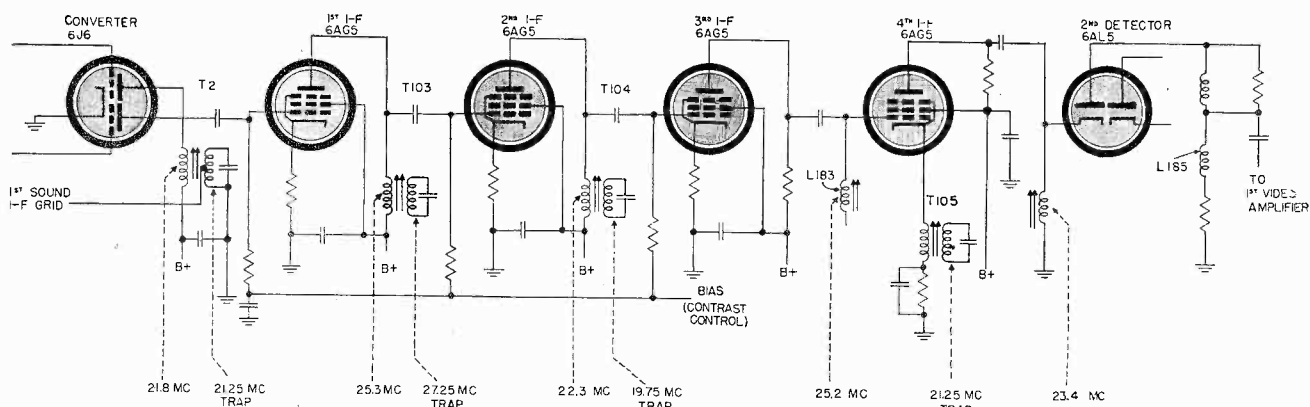 CONVERTER
6J6
1ST I-F
6AG5
2ND I-F
6AG5
3RD I-F
6AG5
4TH I-F
6AG5
2ND DETECTOR
6AL5
T2
T103
T104
L183
T105
L185
TO
1ST VIDEO
AMPLIFIER
1ST SOUND
I-F GRID
B+
B+
B+
B+
B+
BIAS
(CONTRAST
CONTROL)
21.8 MC
21.25 MC
TRAP
25.3 MC
27.25 MC
TRAP
22.3 MC
19.75 MC
TRAP
25.2 MC
21.25 MC
TRAP
23.4 MC